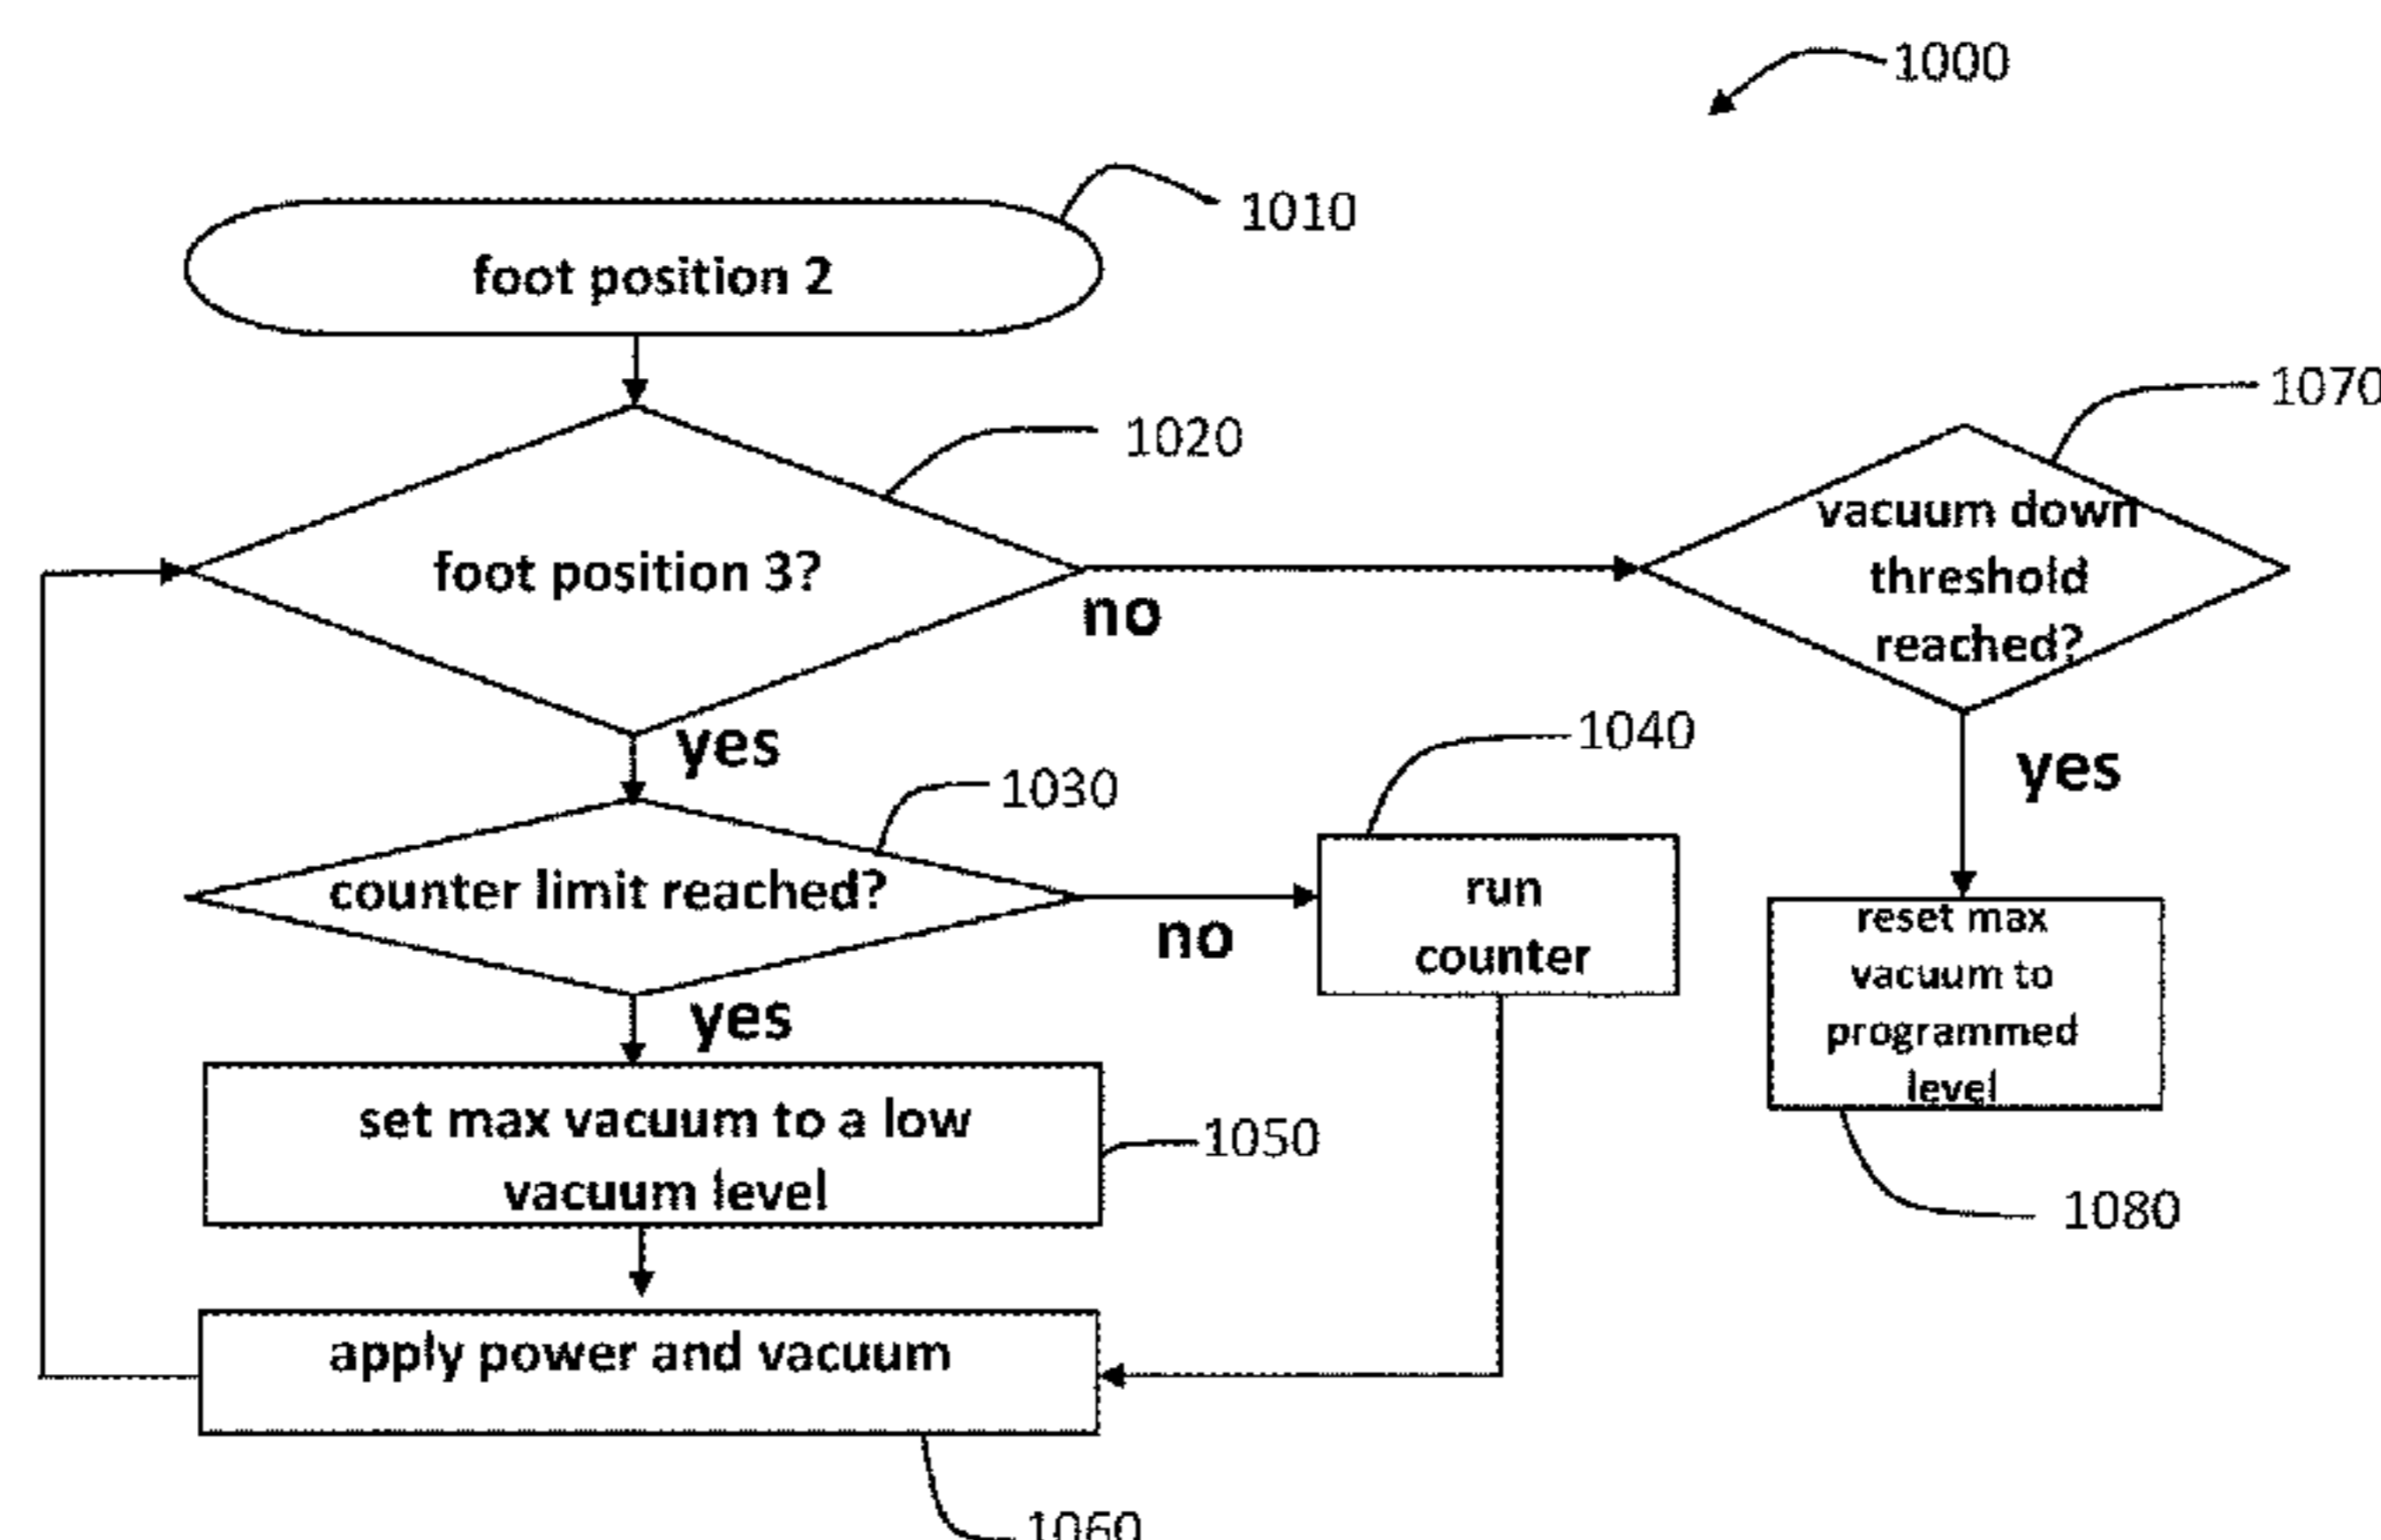 1000
1010
foot position 2
1070
1020
vacuum down
foot position 3?
threshold
no
reached?
yes
1040
1030
yes
counter limit reached?
run
no
counter
reset max
vacuum to
programmed
level
yes
set max vacuum to a low
1050
vacuum level
1080
apply power and vacuum
1060